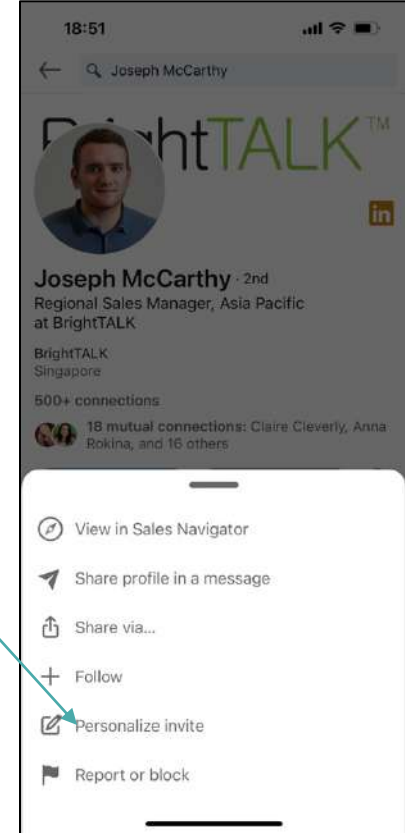 18:51
Joseph McCarthy
TALK™
in
Joseph McCarthy · 2nd
Regional Sales Manager, Asia Pacific
at BrightTALK
BrightTALK
Singapore
500+ connections
18 mutual connections: Claire Cleverly, Anna
Rokina, and 16 others
View in Sales Navigator
Share profile in a message
Share via...
Follow
Personalize invite
Report or block